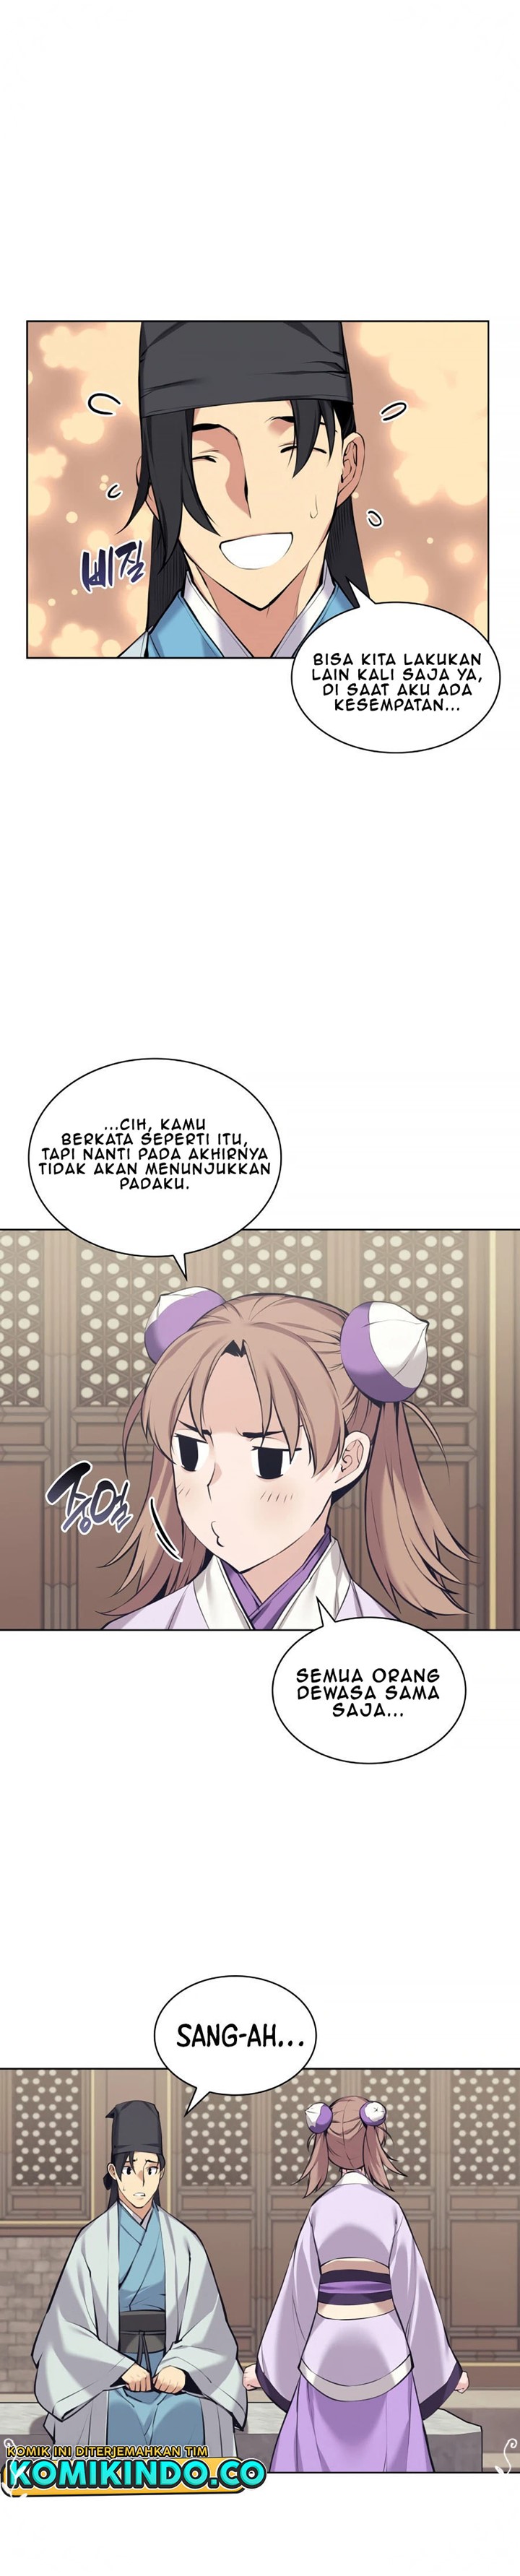 비질
BISA KITA LAKUKAN
LAIN KALI SAJA YA,
DI SAAT AKU ADA
KESEMPATAN...
...CIH, KAMU
BERKATA SEPERTI ITU,
TAPI NANTI PADA AKHIRNYA
TIDAK AKAN MENUNJUKKAN
PADAKU.
중얼
SEMUA ORANG
DEWASA SAMA
SAJA...
SANG-AH...
KOMIK INI DITERJEMAHKAN TIM
KOMIKINDO.CO